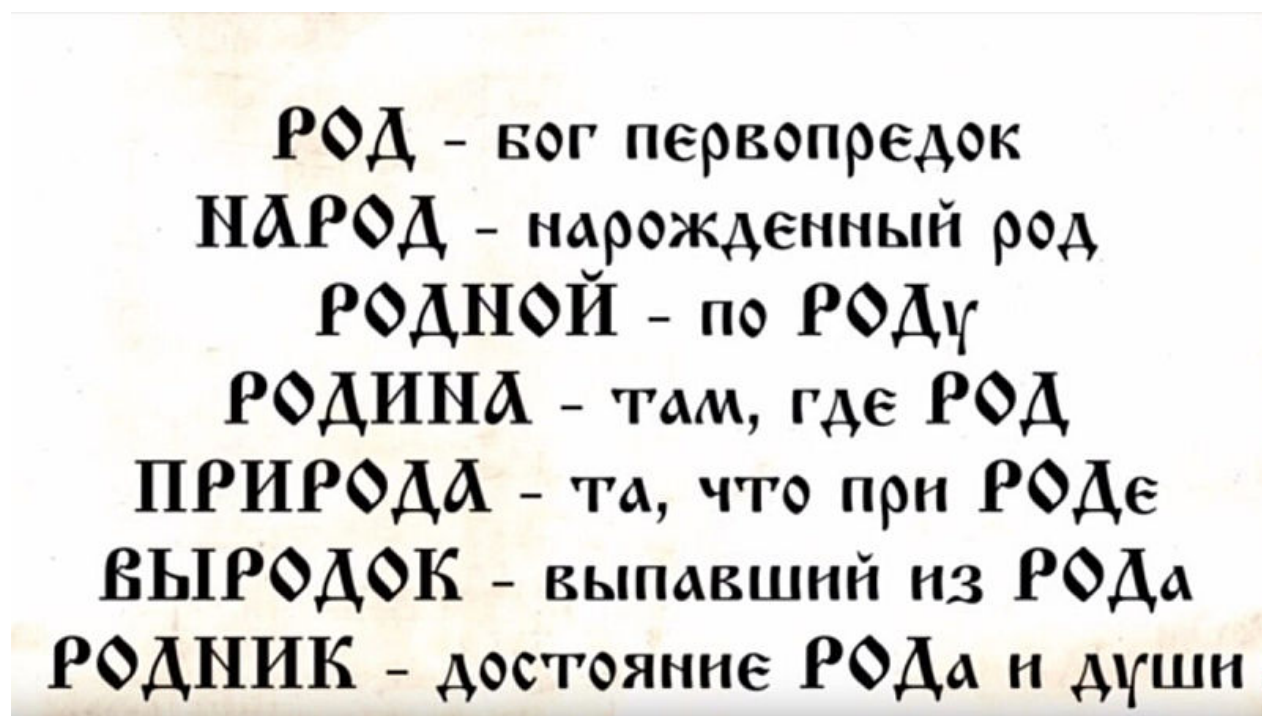 РОД - бог первопредок
НАРОД - нарожденный род
РОДНОЙ - по РОДу
РОДИНА - там, где РОД
ПРИРОДА - та, что при РОДе
ВЫРОДОК - выпавший из РОДа
РОДНИК - достояние РОДа и души